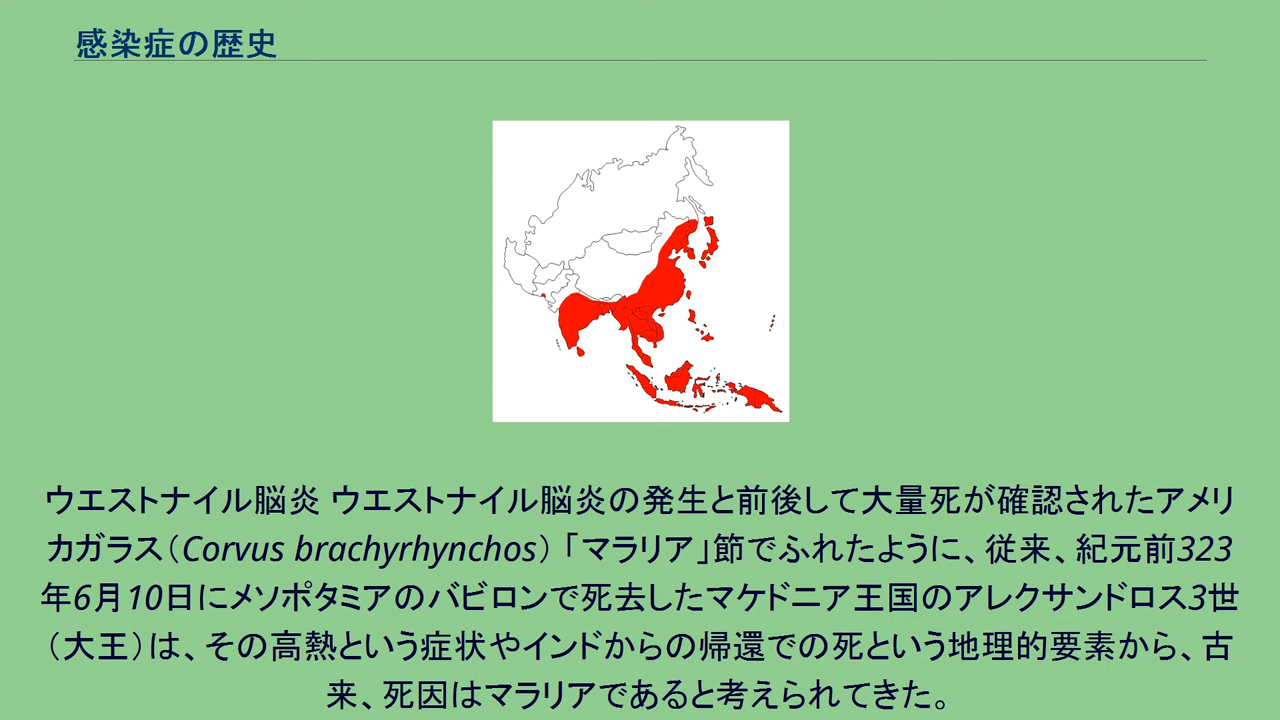 感染症の歴史
ウエストナイル脳炎 ウエストナイル脳炎の発生と前後して大量死が確認されたアメリ
カガラス（Corvus brachyrhynchos）「マラリア」節でふれたように、従来、紀元前323
年6月10日にメソポタミアのバビロンで死去したマケドニア王国のアレクサンドロス3世
（大王）は、その高熱という症状やインドからの帰還での死という地理的要素から、古
来、死因はマラリアであると考えられてきた。